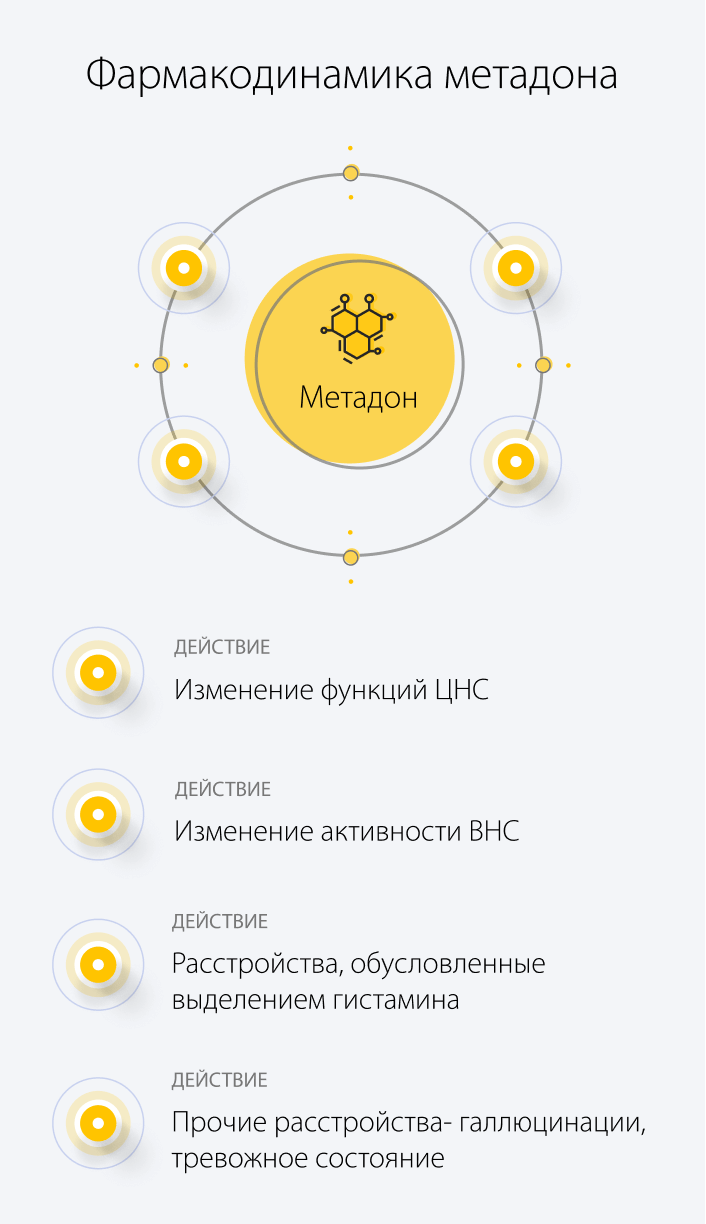 Фармакодинамика метадона
Метадон
ДЕЙСТВИЕ
Изменение функций ЦНС
ДЕЙСТВИЕ
Изменение активности ВНС
ДЕЙСТВИЕ
Расстройства, обусловленные
выделением гистамина
ДЕЙСТВИЕ
Прочие расстройства- галлюцинации,
тревожное состояние